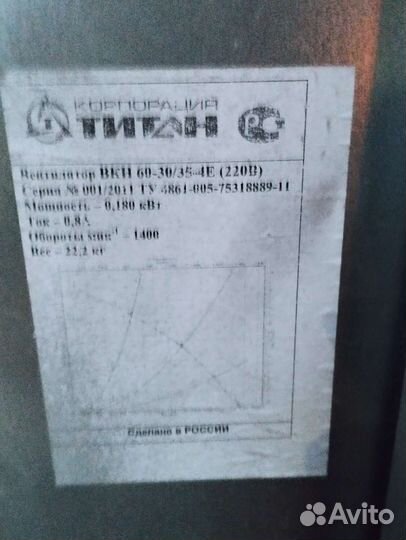 КОРПОРАЦИЯ
ТИТАН
Вентилятор ВКП 60-30/35-4Е (220В)
Серия № 001/2011 ТУ 4861-005-75318889-11
Мощность – 0,180 кВт
Ток – 0,8А
Обороты мин⁻¹ – 1400
Вес – 22,2 кг
Сделано в РОССИИ
Avito